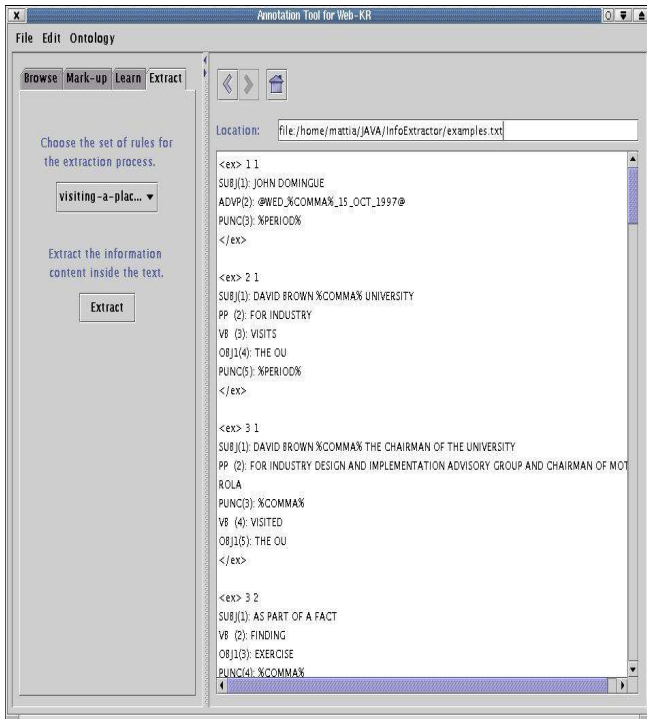 Annotation Tool for Web-KR
File Edit Ontology
Browse Mark-up Learn Extract
Choose the set of rules for
the extraction process.
visiting-a-plac...
Extract the information
content inside the text.
Extract
Location: file:/home/mattia/JAVA/InfoExtractor/examples.txt
<ex> 1 1
SUBJ(1): JOHN DOMINGUE
ADVP(2): @WED_%COMMA%_15_OCT_1997@
PUNC(3): %PERIOD%
</ex>
<ex> 2 1
SUBJ(1): DAVID BROWN %COMMA% UNIVERSITY
PP (2): FOR INDUSTRY
VB (3): VISITS
OBJ1(4): THE OU
PUNC(5): %PERIOD%
</ex>
<ex> 3 1
SUBJ(1): DAVID BROWN %COMMA% THE CHAIRMAN OF THE UNIVERSITY
PP (2): FOR INDUSTRY DESIGN AND IMPLEMENTATION ADVISORY GROUP AND CHAIRMAN OF MOT
ROLA
PUNC(3): %COMMA%
VB (4): VISITED
OBJ1(5): THE OU
</ex>
<ex> 3 2
SUBJ(1): AS PART OF A FACT
VB (2): FINDING
OBJ1(3): EXERCISE
PUNC(4): %COMMA%